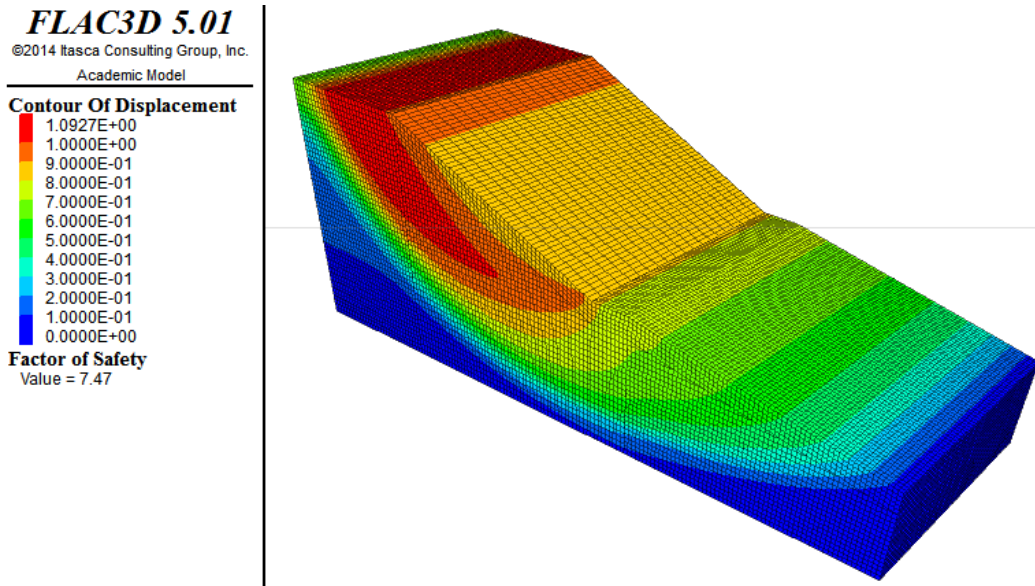 FLAC3D 5.01
©2014 Itasca Consulting Group, Inc.
Academic Model
Contour Of Displacement
1.0927E+00
1.0000E+00
9.0000E-01
8.0000E-01
7.0000E-01
6.0000E-01
5.0000E-01
4.0000E-01
3.0000E-01
2.0000E-01
1.0000E-01
0.0000E+00
Factor of Safety
Value = 7.47